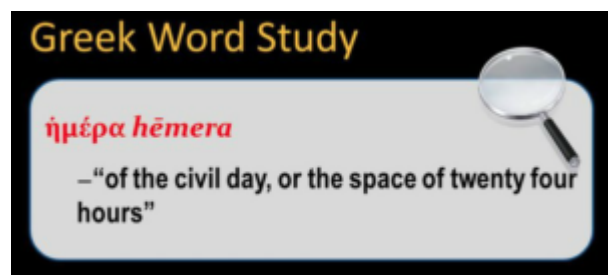 Greek Word Study
ἡμέρα hēmera
–“of the civil day, or the space of twenty four
hours”